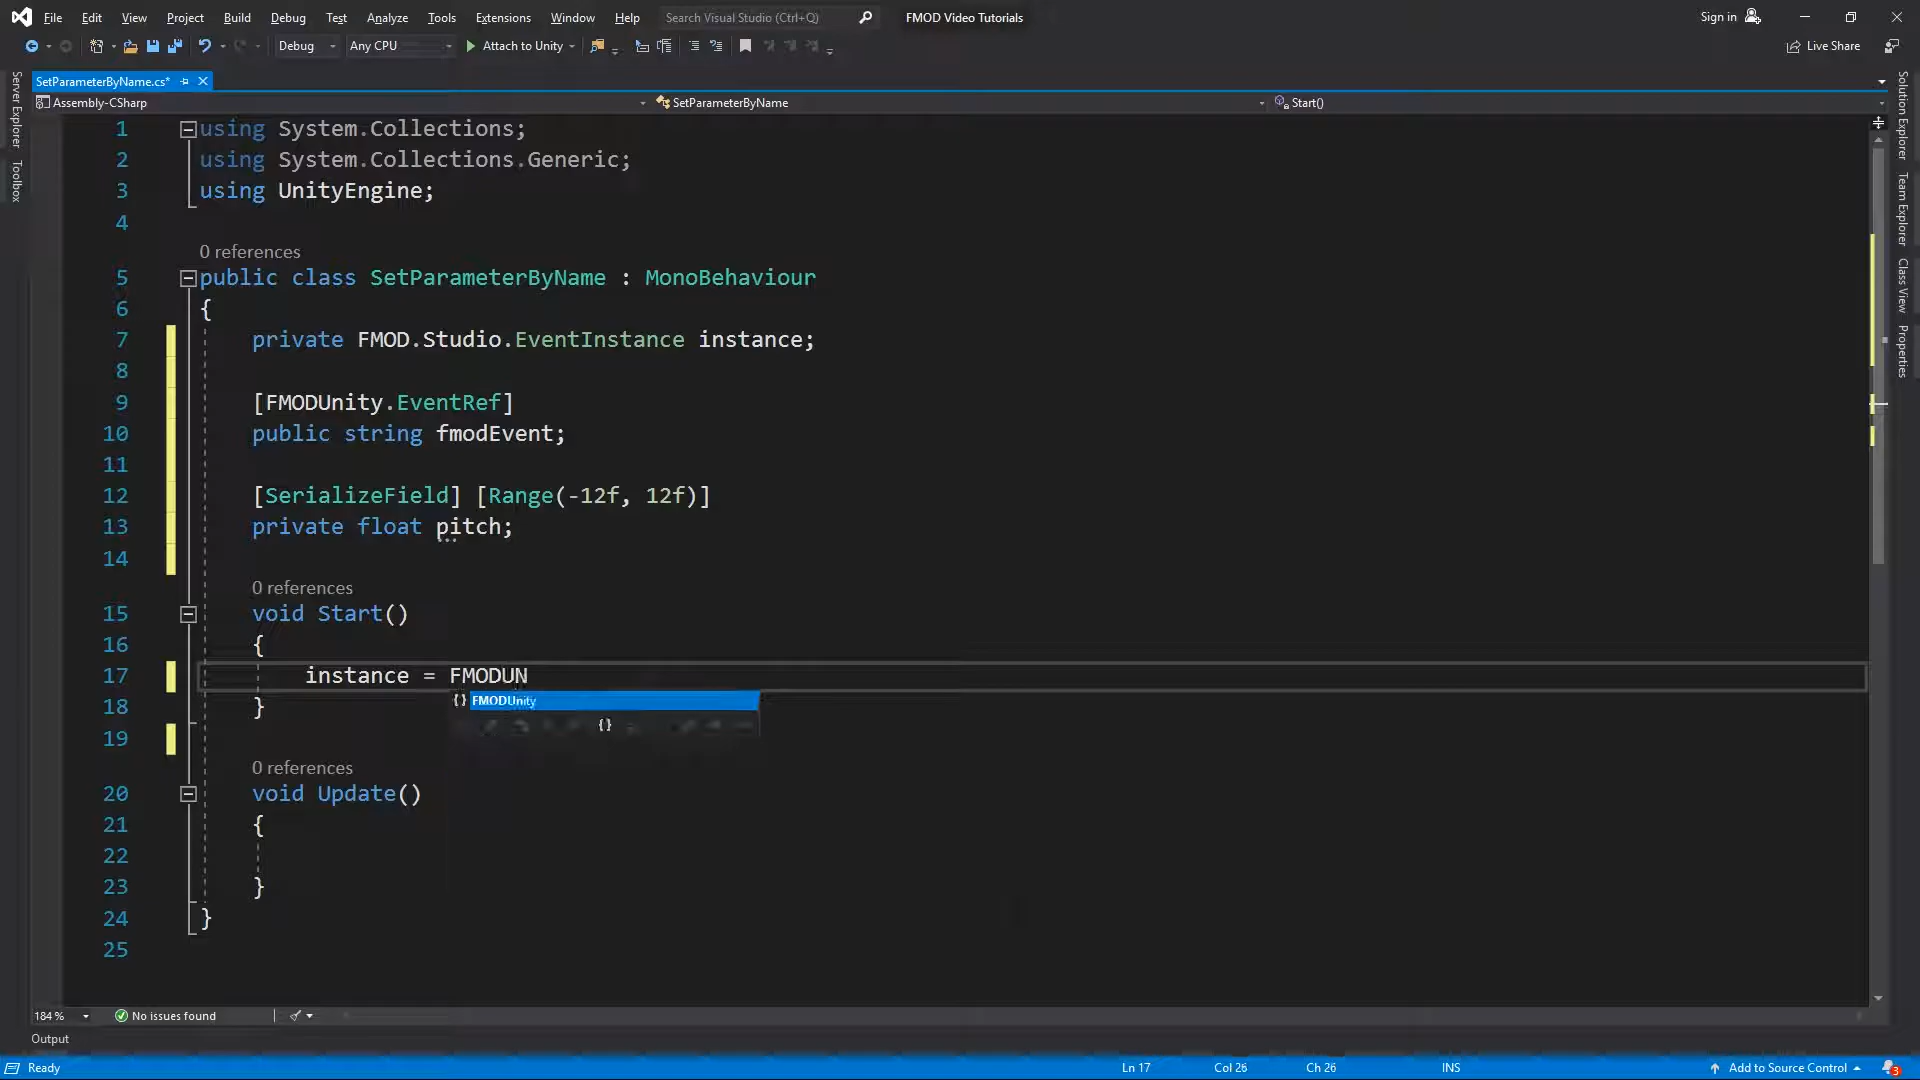 File Edit View Project Build Debug Test Analyze Tools Extensions Window Help Search Visual Studio (Ctrl+Q) FMOD Video Tutorials Sign in
Debug Any CPU Attach to Unity Live Share
SetParameterByName.cs*
Assembly-CSharp SetParameterByName Start()
Server Explorer
Toolbox
Solution Explorer
Team Explorer
Class View
Properties
1 using System.Collections;
2 using System.Collections.Generic;
3 using UnityEngine;
4
0 references
5 public class SetParameterByName : MonoBehaviour
6 {
7 private FMOD.Studio.EventInstance instance;
8
9 [FMODUnity.EventRef]
10 public string fmodEvent;
11
12 [SerializeField] [Range(-12f, 12f)]
13 private float pitch;
14
0 references
15 void Start()
16 {
17 instance = FMODUN
{} FMODUnity
18 }
{}
19
0 references
20 void Update()
21 {
22
23 }
24 }
25
184 % No issues found
Output
Ready Ln 17 Col 26 Ch 26 INS Add to Source Control 3